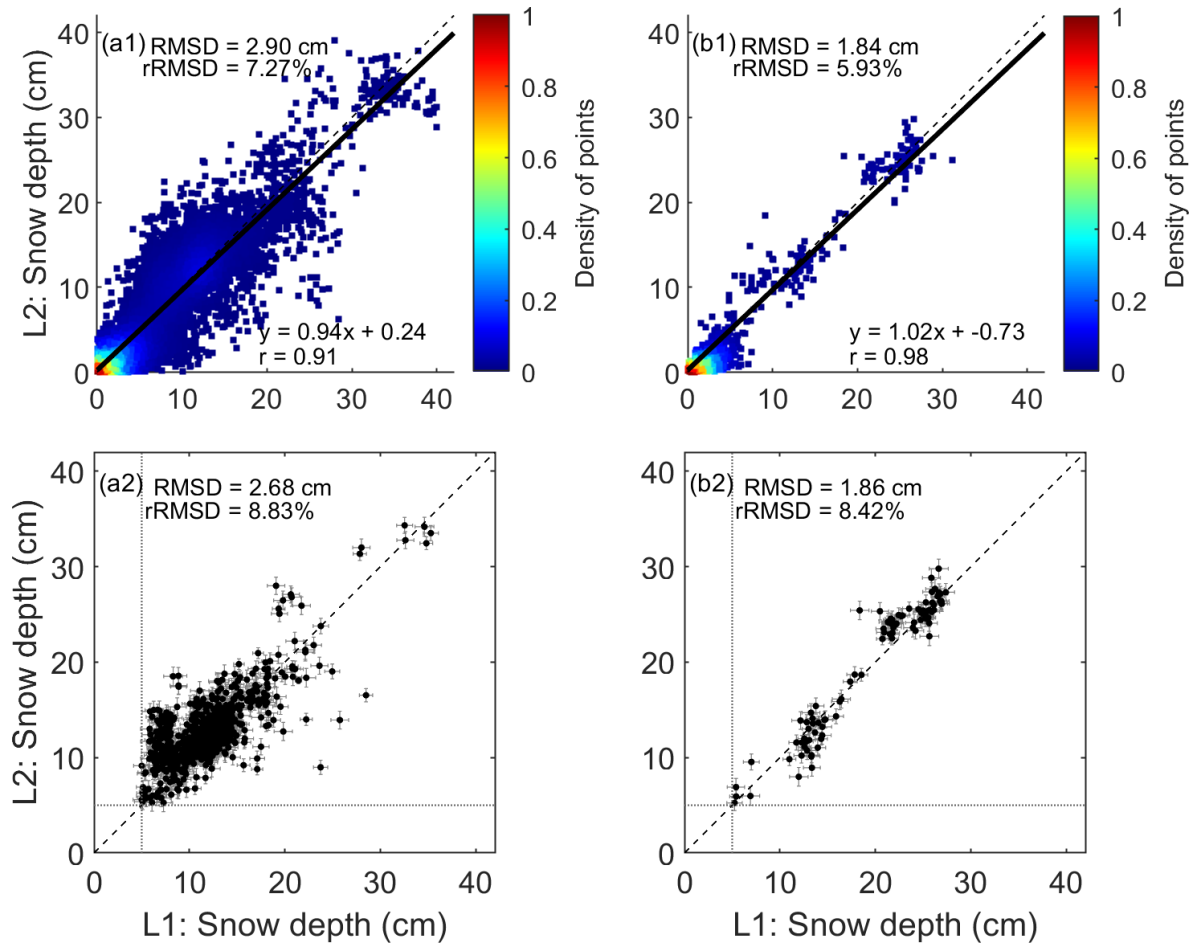 (a1) RMSD = 2.90 cm
rRMSD = 7.27%
y = 0.94x + 0.24
r = 0.91
L2: Snow depth (cm)
40
30
20
10
0
0 10 20 30 40
1
0.8
0.6
0.4
0.2
0
Density of points
(b1) RMSD = 1.84 cm
rRMSD = 5.93%
y = 1.02x + -0.73
r = 0.98
40
30
20
10
0
0 10 20 30 40
1
0.8
0.6
0.4
0.2
0
Density of points
(a2) RMSD = 2.68 cm
rRMSD = 8.83%
L2: Snow depth (cm)
40
30
20
10
0
0 10 20 30 40
L1: Snow depth (cm)
(b2) RMSD = 1.86 cm
rRMSD = 8.42%
40
30
20
10
0
0 10 20 30 40
L1: Snow depth (cm)